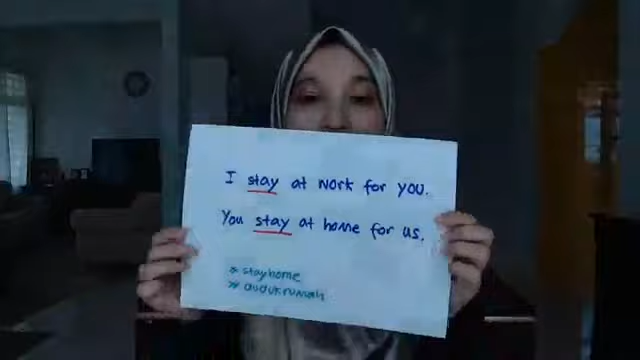 I stay at work for you.
You stay at home for us.
* stayhome
* dudukrumah